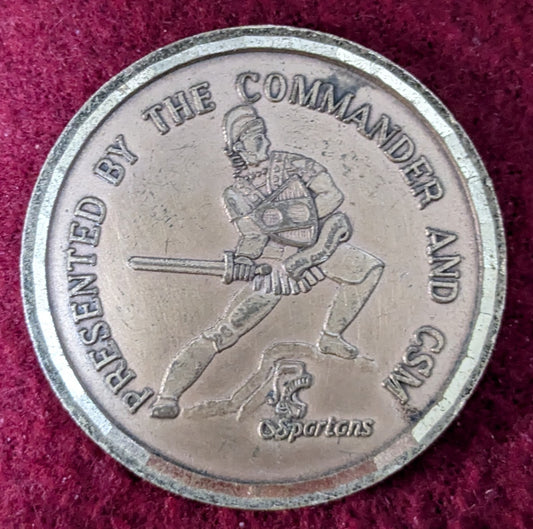 PRESENTED BY THE COMMANDER AND CSM
Spartans